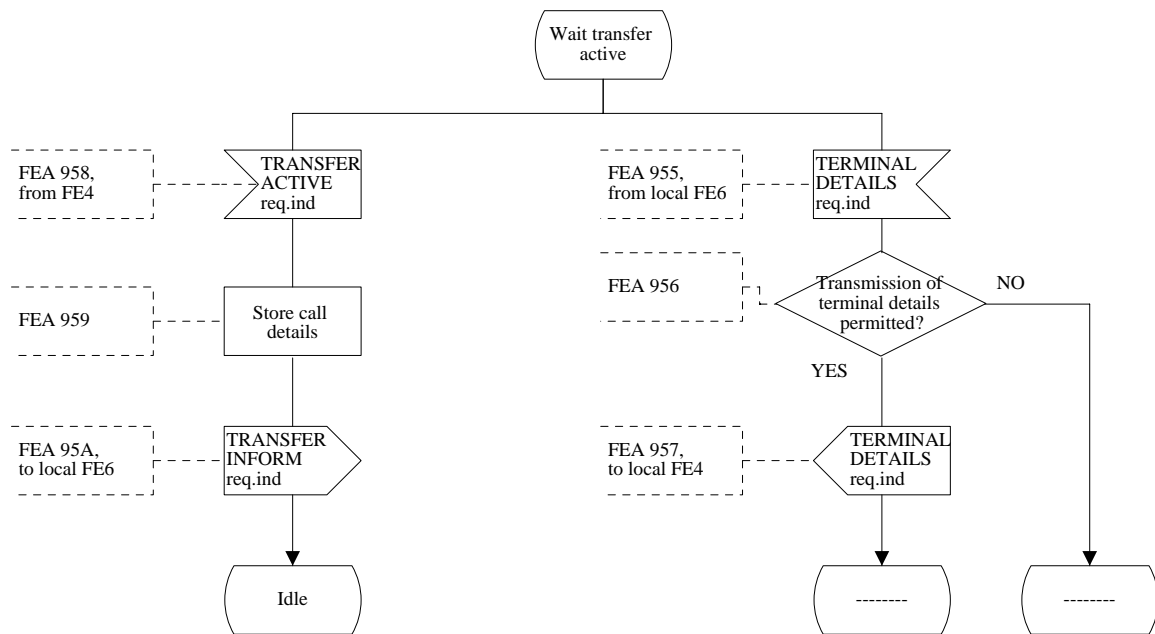 Wait transfer
active
FEA 958,
from FE4
TRANSFER
ACTIVE
req.ind
FEA 955,
from local FE6
TERMINAL
DETAILS
req.ind
FEA 959
Store call
details
FEA 956
Transmission of
terminal details
permitted?
NO
YES
FEA 95A,
to local FE6
TRANSFER
INFORM
req.ind
FEA 957,
to local FE4
TERMINAL
DETAILS
req.ind
Idle
--------
--------